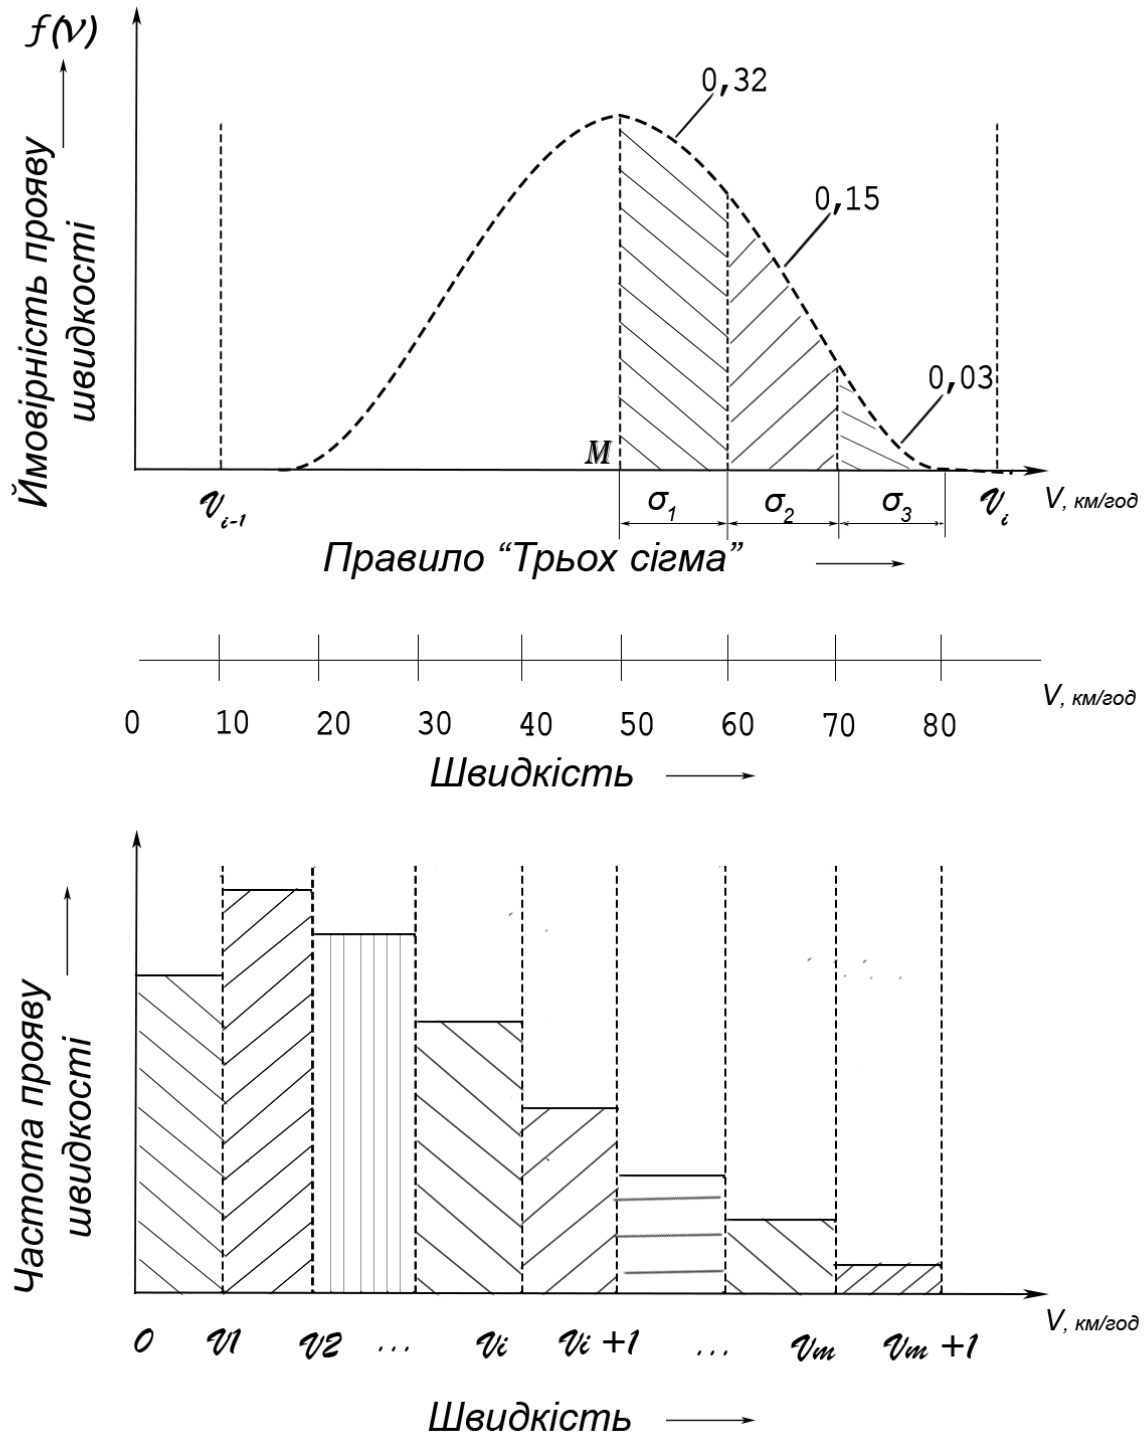 f(v)
Ймовірність прояву
швидкості
0,32
0,15
0,03
M
v i-1
v i
V, км/год
σ1
σ2
σ3
Правило “Трьох сігма”
V, км/год
0 10 20 30 40 50 60 70 80
Швидкість
Частота прояву
швидкості
V, км/год
0 v1 v2 ... vi vi +1 ... vm vm +1
Швидкість